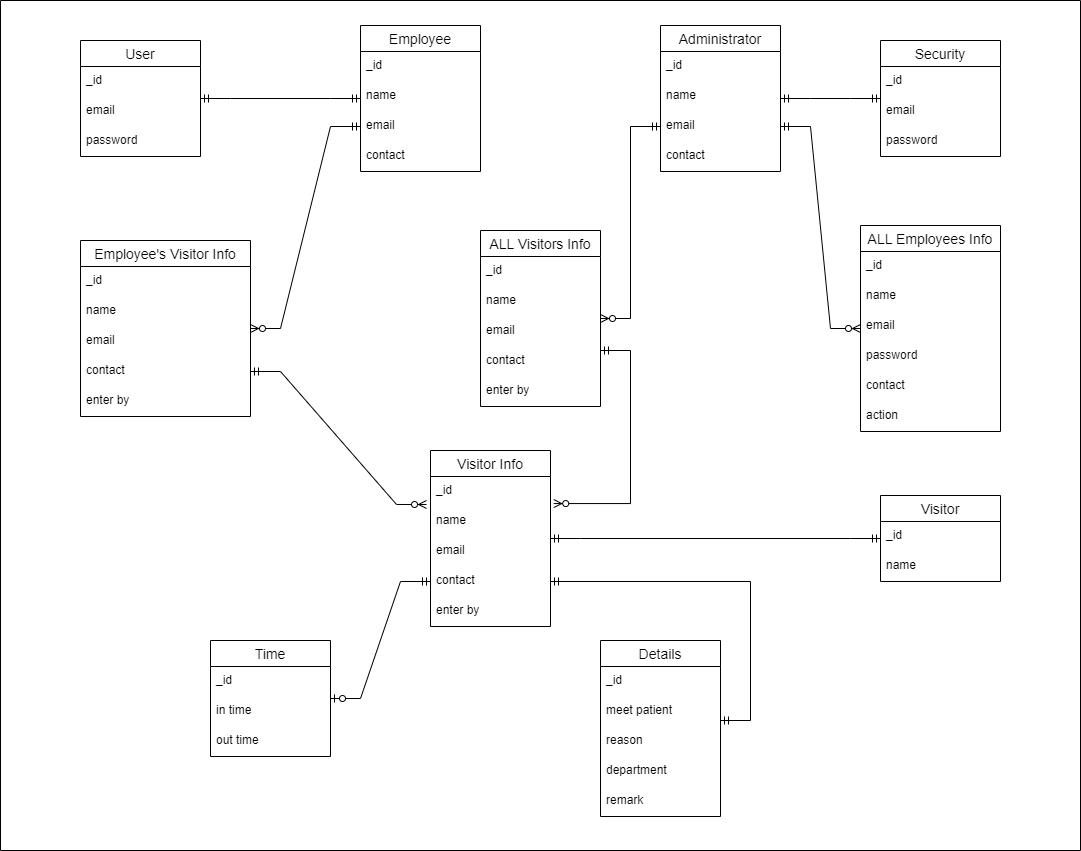 User
_id
email
password
Employee
_id
name
email
contact
Administrator
_id
name
email
contact
Security
_id
email
password
Employee's Visitor Info
_id
name
email
contact
enter by
ALL Visitors Info
_id
name
email
contact
enter by
ALL Employees Info
_id
name
email
password
contact
action
Visitor Info
_id
name
email
contact
enter by
Visitor
_id
name
Time
_id
in time
out time
Details
_id
meet patient
reason
department
remark